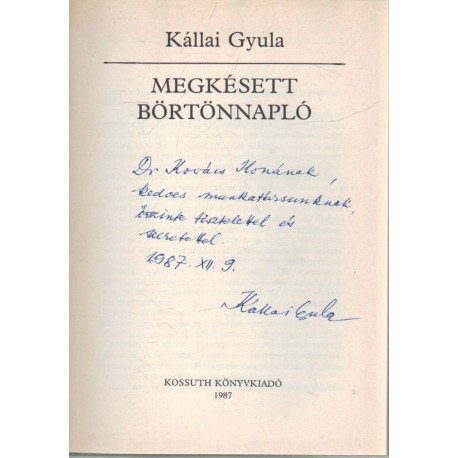 Kállai Gyula
MEGKÉSETT
BÖRTÖNNAPLÓ
Dr Kovács Ilonának,
kedves munkatársunknak,
őszinte tisztelettel és
szeretettel.
1987. XII. 9.
Kállai Gyula
KOSSUTH KÖNYVKIADÓ
1987